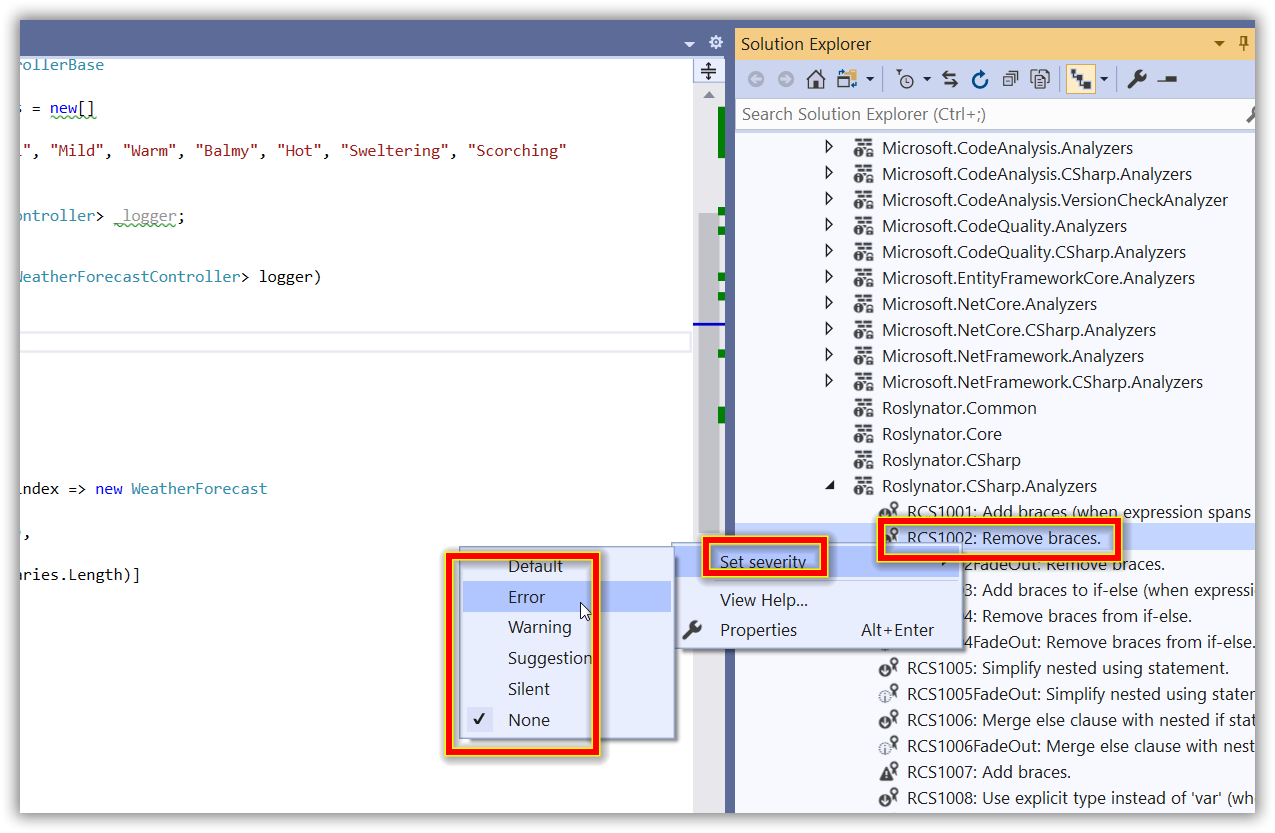 ollerBase
= new[]
", "Mild", "Warm", "Balmy", "Hot", "Sweltering", "Scorching"
ontroller> _logger;
WeatherForecastController> logger)
index => new WeatherForecast
,
ries.Length)]
Solution Explorer
Search Solution Explorer (Ctrl+;)
Microsoft.CodeAnalysis.Analyzers
Microsoft.CodeAnalysis.CSharp.Analyzers
Microsoft.CodeAnalysis.VersionCheckAnalyzer
Microsoft.CodeQuality.Analyzers
Microsoft.CodeQuality.CSharp.Analyzers
Microsoft.EntityFrameworkCore.Analyzers
Microsoft.NetCore.Analyzers
Microsoft.NetCore.CSharp.Analyzers
Microsoft.NetFramework.Analyzers
Microsoft.NetFramework.CSharp.Analyzers
Roslynator.Common
Roslynator.Core
Roslynator.CSharp
Roslynator.CSharp.Analyzers
RCS1001: Add braces (when expression spans
RCS1002: Remove braces.
2FadeOut: Remove braces.
3: Add braces to if-else (when expressi
4: Remove braces from if-else.
4FadeOut: Remove braces from if-else.
RCS1005: Simplify nested using statement.
RCS1005FadeOut: Simplify nested using statem
RCS1006: Merge else clause with nested if stat
RCS1006FadeOut: Merge else clause with nest
RCS1007: Add braces.
RCS1008: Use explicit type instead of 'var' (wh
Set severity
View Help...
Properties Alt+Enter
Default
Error
Warning
Suggestion
Silent
None